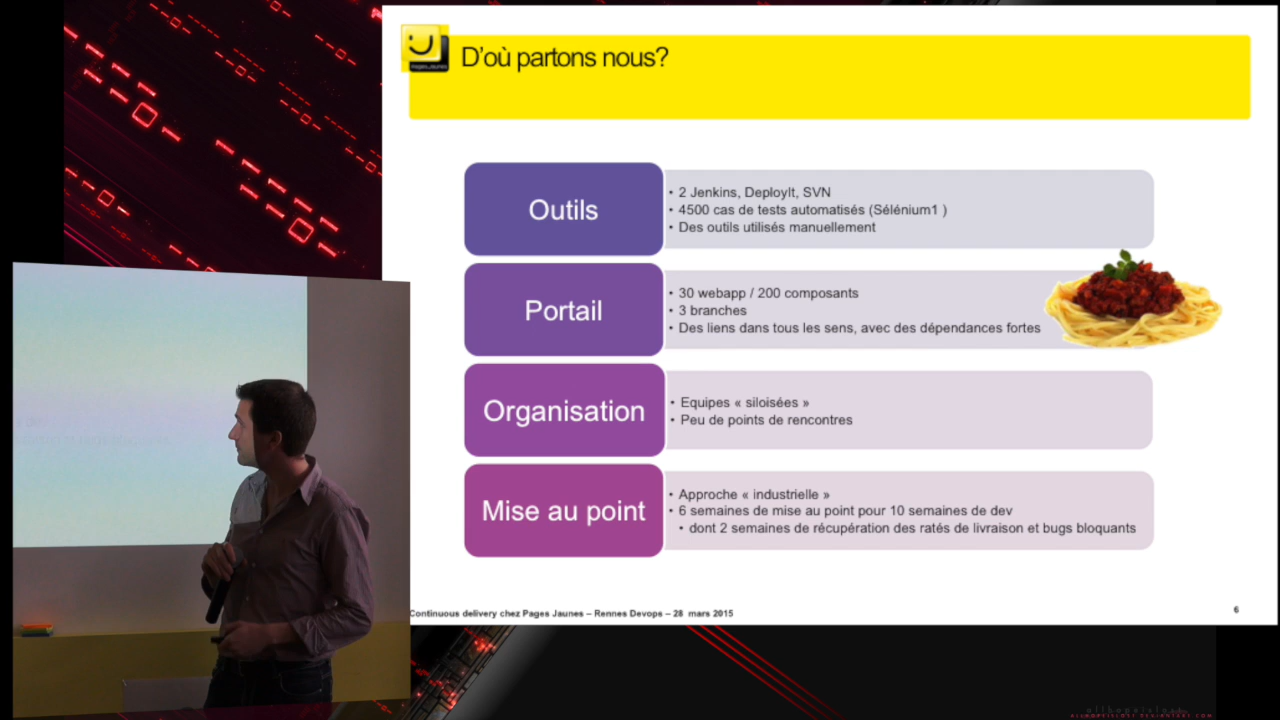 PagesJaunes
D'où partons nous?
Outils
• 2 Jenkins, DeployIt, SVN
• 4500 cas de tests automatisés (Sélénium1 )
• Des outils utilisés manuellement
Portail
• 30 webapp / 200 composants
• 3 branches
• Des liens dans tous les sens, avec des dépendances fortes
Organisation
• Equipes « siloisées »
• Peu de points de rencontres
Mise au point
• Approche « industrielle »
• 6 semaines de mise au point pour 10 semaines de dev
• dont 2 semaines de récupération des ratés de livraison et bugs bloquants
Continuous delivery chez Pages Jaunes – Rennes Devops – 28 mars 2015
6